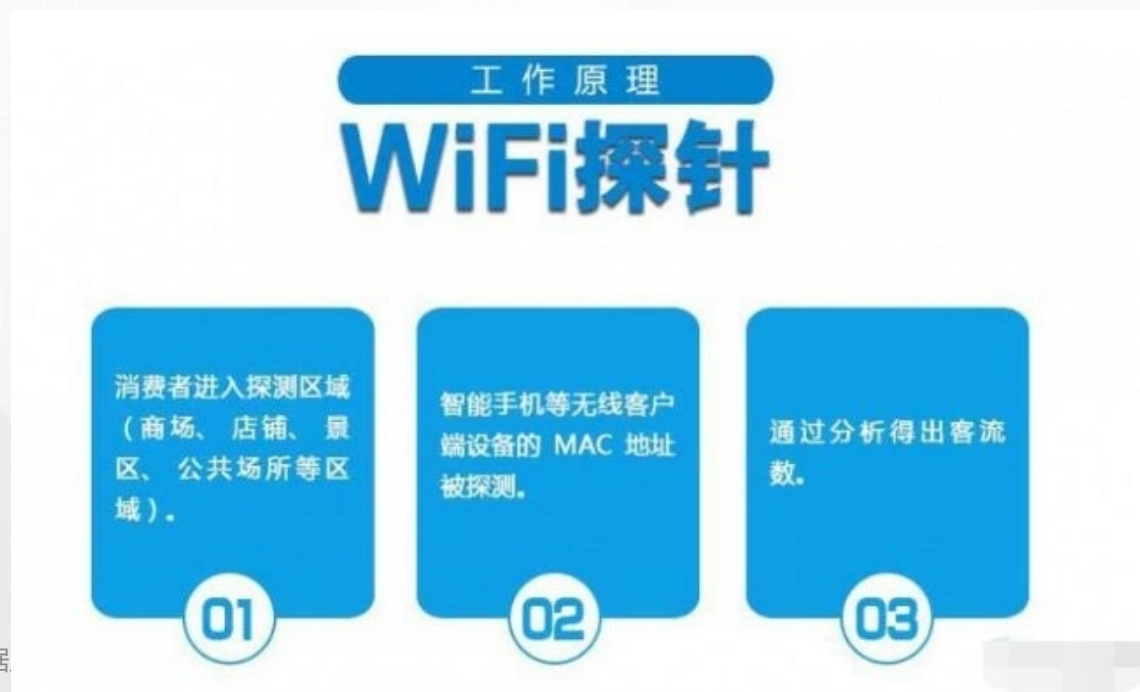 工作原理
WiFi探针
消费者进入探测区域
（商场、 店铺、 景
区、 公共场所等区
域）。
01
智能手机等无线客户
端设备的 MAC 地址
被探测。
02
通过分析得出客流
数。
03